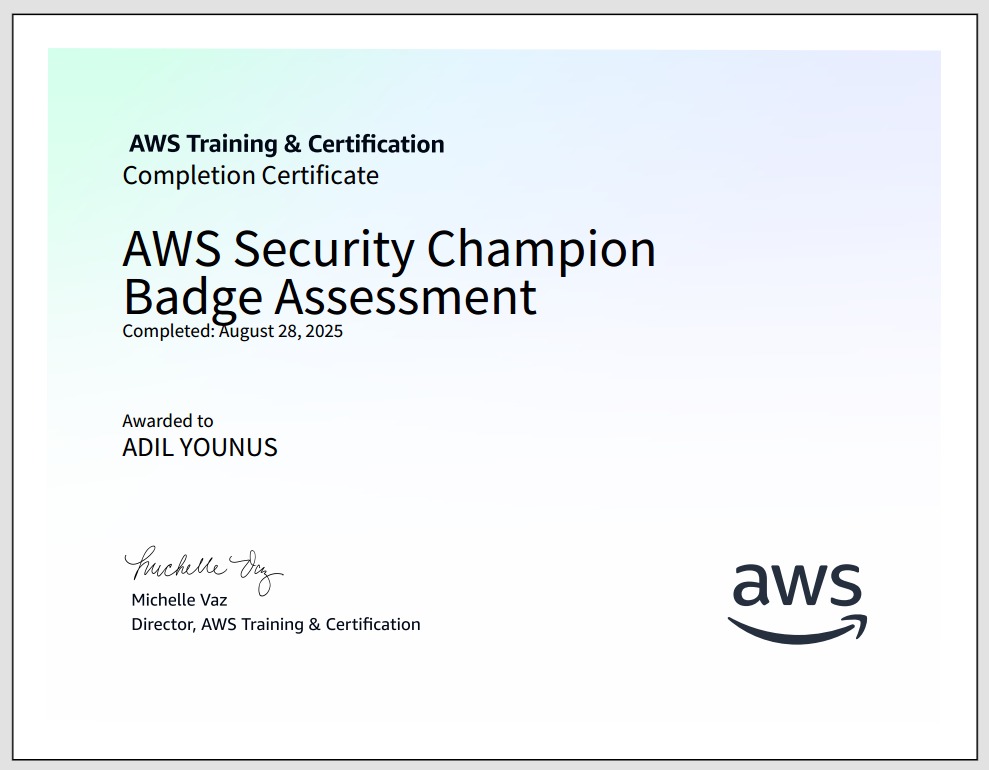 AWS Training & Certification
Completion Certificate
AWS Security Champion
Badge Assessment
Completed: August 28, 2025
Awarded to
ADIL YOUNUS
Michelle Vaz
Michelle Vaz
Director, AWS Training & Certification
aws